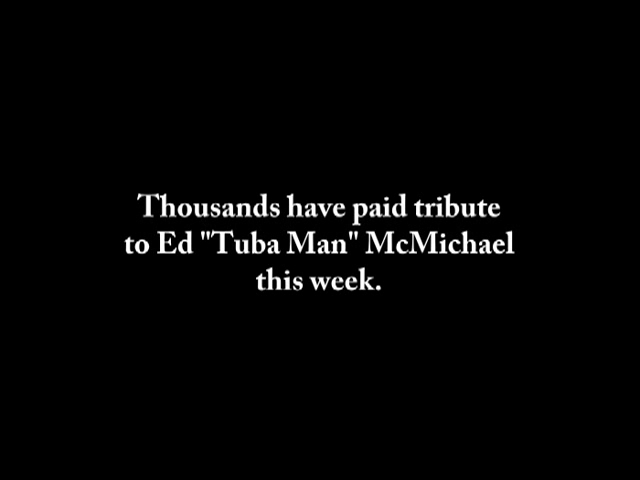 Thousands have paid tribute
to Ed "Tuba Man" McMichael
this week.